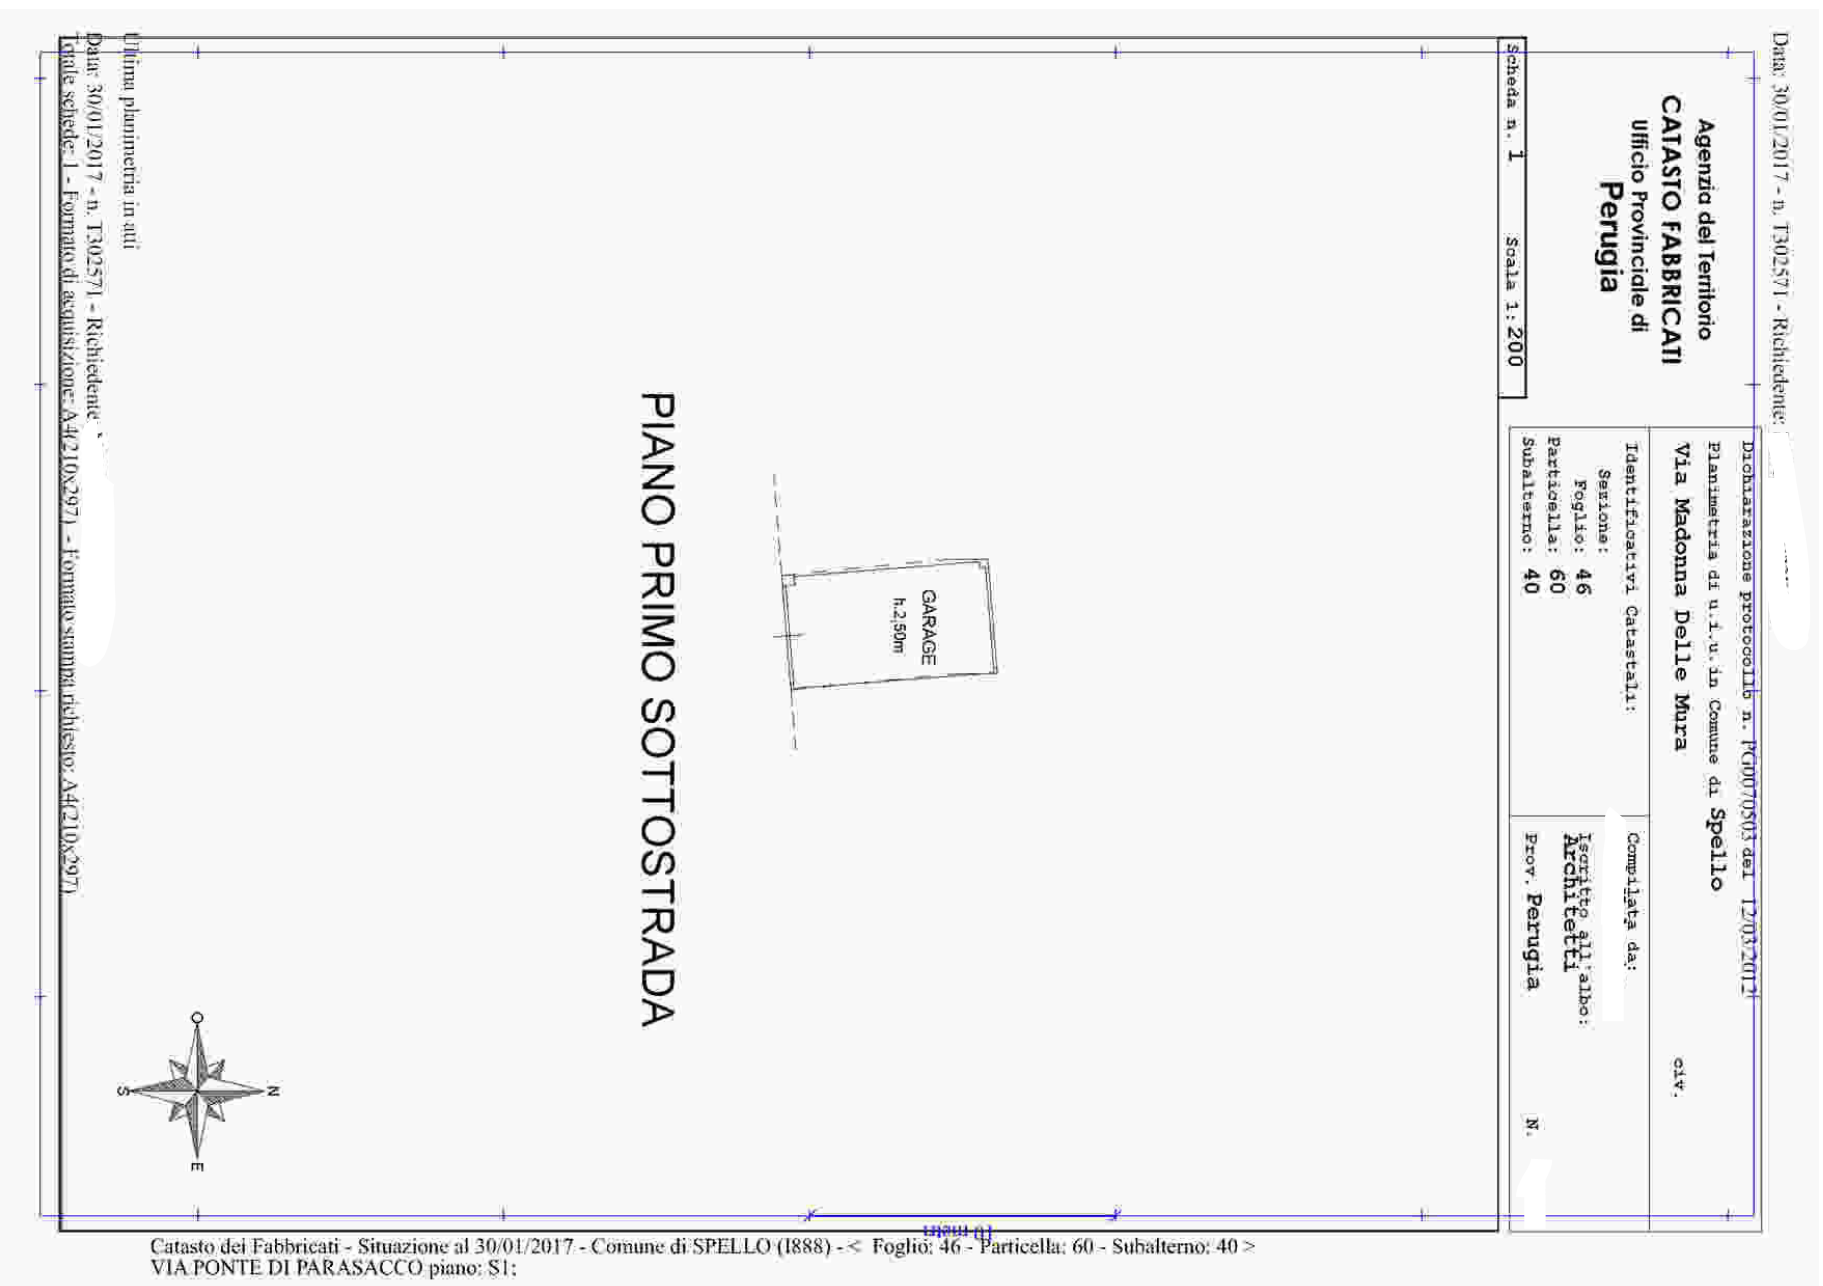 Data: 30/01/2017 - n. T302571 - Richiedente:
Agenzia del Territorio
CATASTO FABBRICATI
Ufficio Provinciale di
Perugia
Dichiarazione protocollo n. PG0070503 del 12/03/2012
Planimetria di u.i.u. in Comune di Spello
Via Madonna Delle Mura civ.
Identificativi Catastali:
Sezione:
Foglio: 46
Particella: 60
Subalterno: 40
Compilata da:
Iscritto all'albo:
Architetti
Prov. Perugia N.
Scheda n. 1 Scala 1: 200
GARAGE
h.2,50m
PIANO PRIMO SOTTOSTRADA
N
O
S
E
10 metri
Ultima planimetria in atti
Data: 30/01/2017 - n. T302571 - Richiedente
Totale schede: 1 - Formato di acquisizione: A4(210x297) - Formato stampa richiesto: A4(210x297)
Catasto dei Fabbricati - Situazione al 30/01/2017 - Comune di SPELLO (I888) - < Foglio: 46 - Particella: 60 - Subalterno: 40 >
VIA PONTE DI PARASACCO piano: S1;